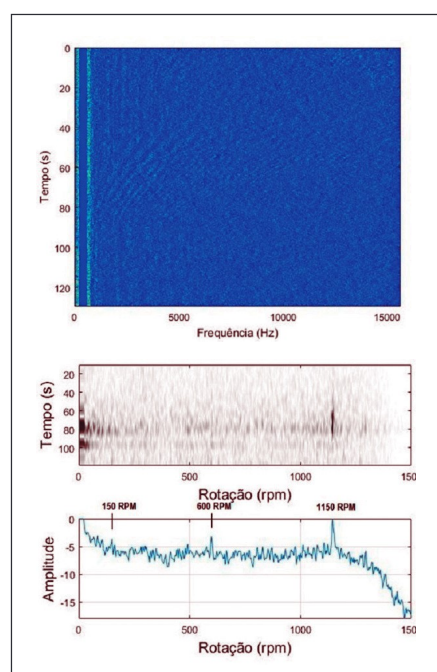 0
20
40
60
80
100
120
Tempo (s)
0 5000 10000 15000
Frequência (Hz)
20
40
60
80
100
Tempo (s)
0 500 1000 1500
Rotação (rpm)
150 RPM 600 RPM 1150 RPM
0
-5
-10
-15
Amplitude
0 500 1000 1500
Rotação (rpm)